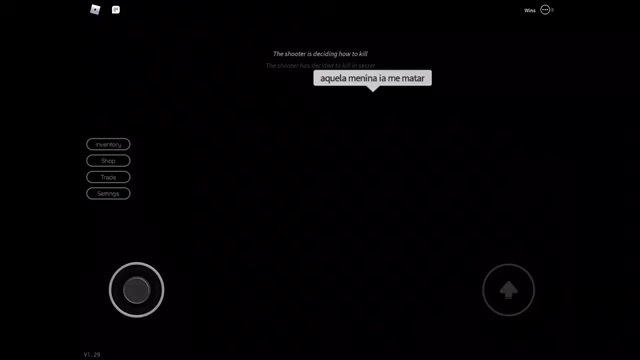 Wins
The shooter is deciding how to kill
The shooter has decided to kill in secret
aquela menina ia me matar
Inventory
Shop
Trade
Settings
V1.29